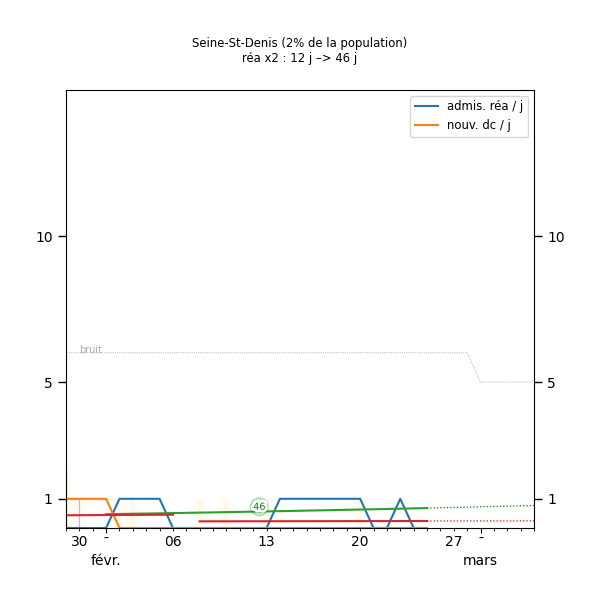 Seine-St-Denis (2% de la population)
réa x2 : 12 j –> 46 j
admis. réa / j
nouv. dc / j
10 10
bruit
5 5
46
1 1
30 - 06 13 20 27 -
févr. mars